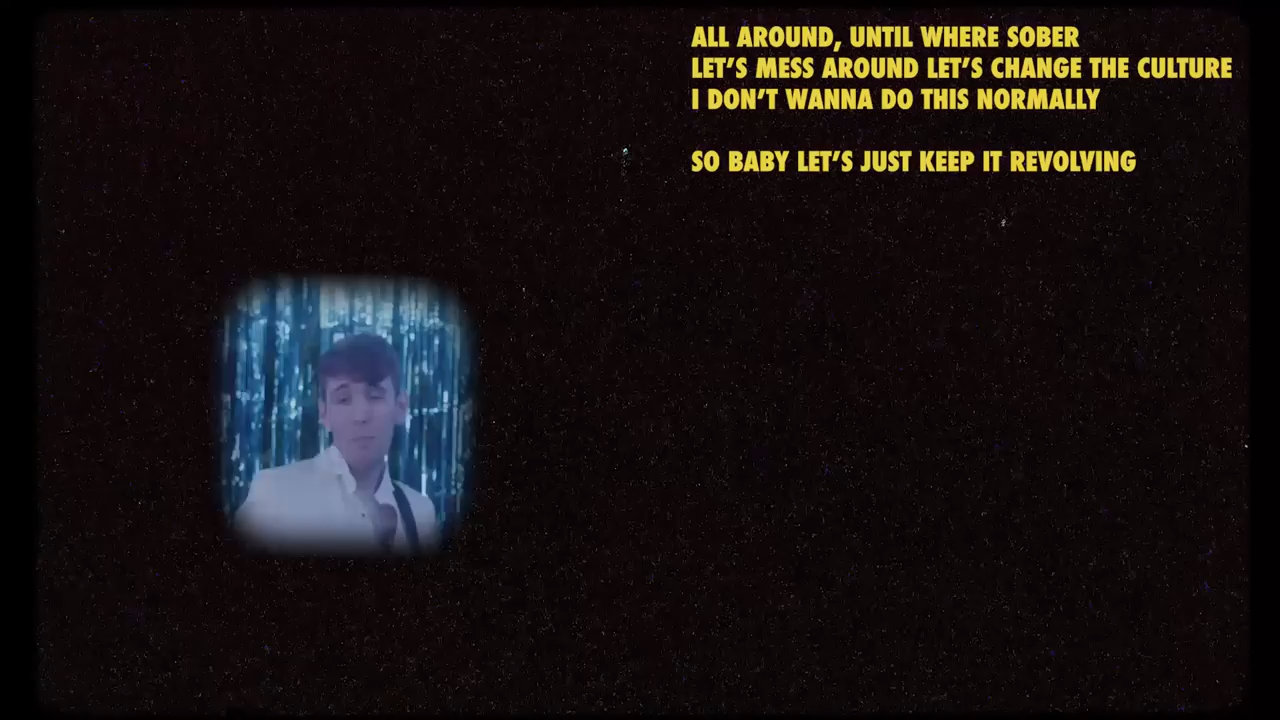 ALL AROUND, UNTIL WHERE SOBER
LET'S MESS AROUND LET'S CHANGE THE CULTURE
I DON'T WANNA DO THIS NORMALLY
SO BABY LET'S JUST KEEP IT REVOLVING